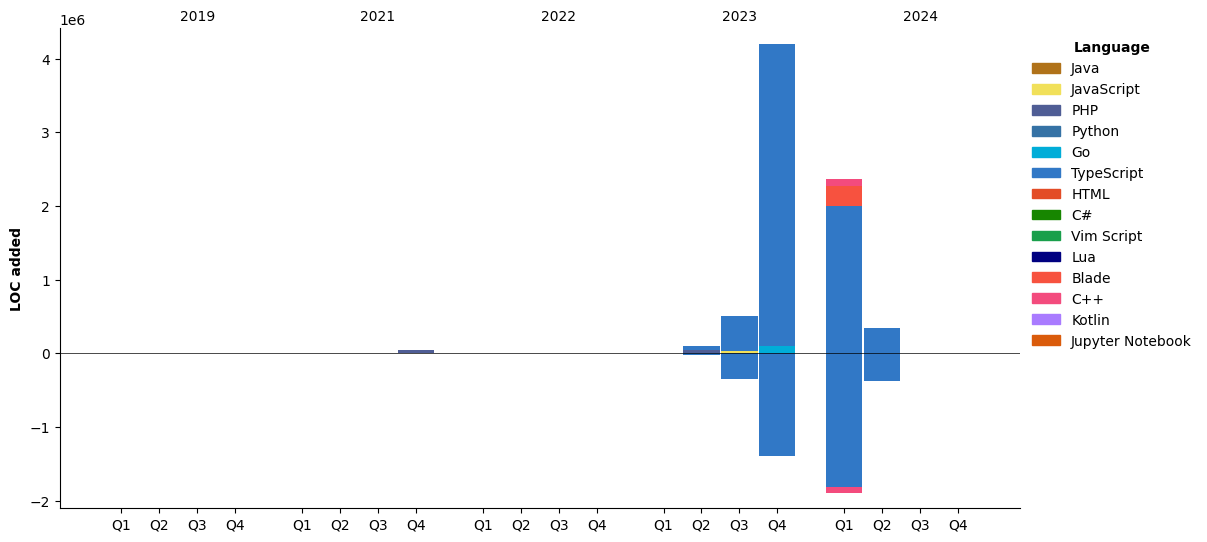 2019 2021 2022 2023 2024
1e6
4
3
2
1
0
−1
−2
LOC added
Q1 Q2 Q3 Q4 Q1 Q2 Q3 Q4 Q1 Q2 Q3 Q4 Q1 Q2 Q3 Q4 Q1 Q2 Q3 Q4
Language
Java
JavaScript
PHP
Python
Go
TypeScript
HTML
C#
Vim Script
Lua
Blade
C++
Kotlin
Jupyter Notebook